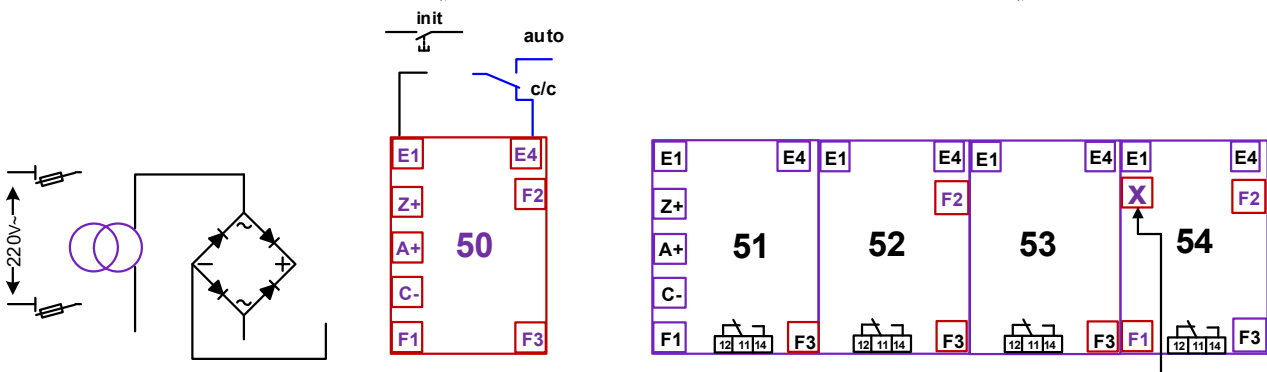 init
auto
c/c
E1 E4
F2
Z+
A+ 50
C-
F1 F3
220V~
~
− +
~
E1 E4 E1 E4 E1 E4 E1 E4
F2 X F2
Z+
A+ 51 52 53 54
C-
F1 12 11 14 F3 12 11 14 F3 12 11 14 F3 F1 12 11 14 F3